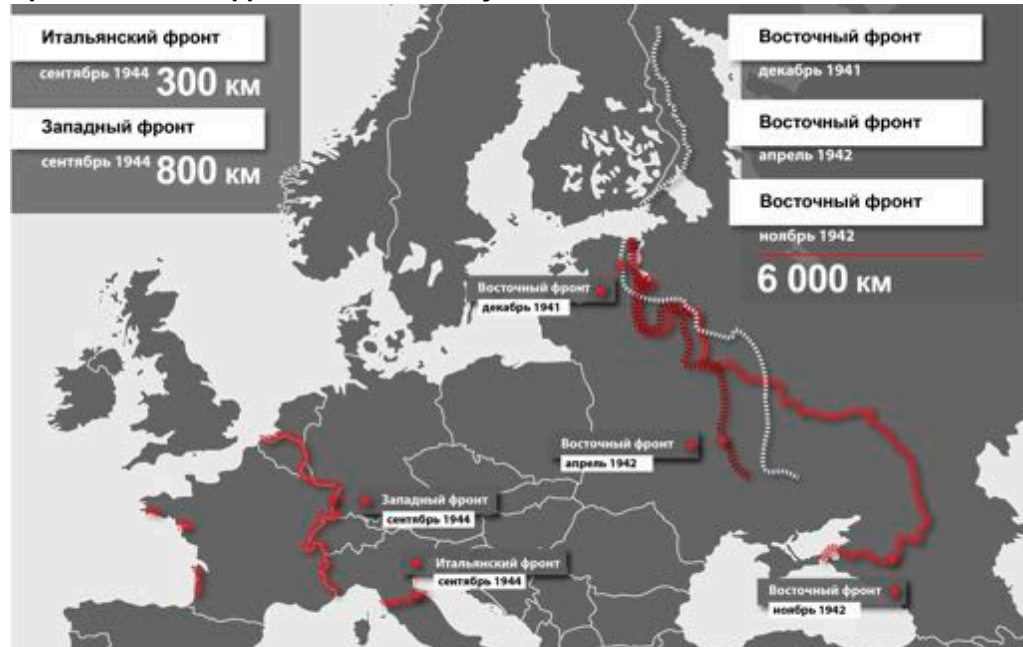 Итальянский фронт
сентябрь 1944 300 км
Западный фронт
сентябрь 1944 800 км
Восточный фронт
декабрь 1941
Восточный фронт
апрель 1942
Восточный фронт
ноябрь 1942
6 000 км
Восточный фронт
декабрь 1941
Восточный фронт
апрель 1942
Западный фронт
сентябрь 1944
Итальянский фронт
сентябрь 1944
Восточный фронт
ноябрь 1942